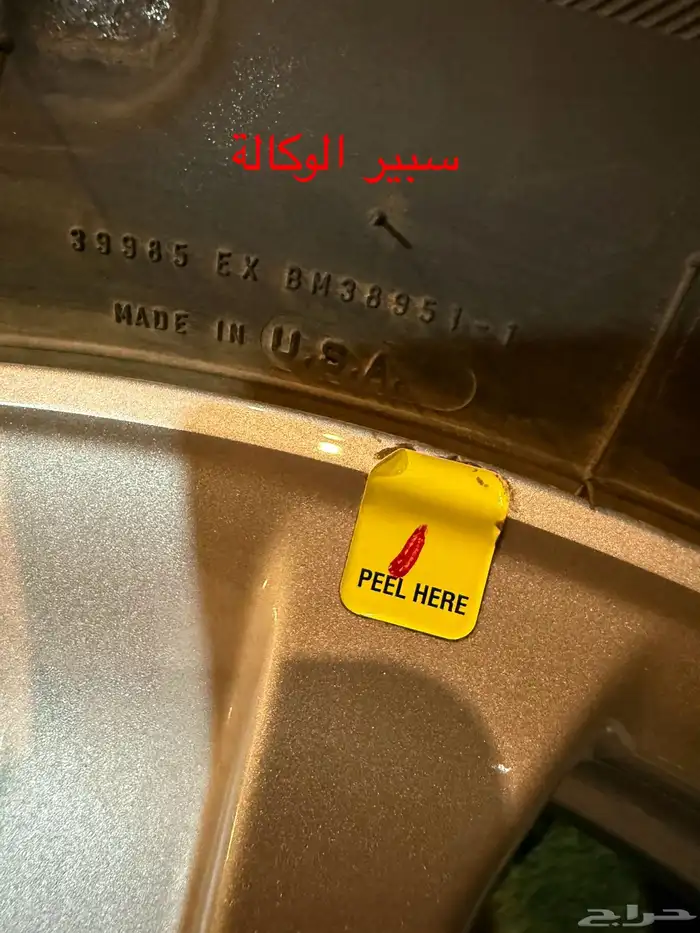 سبير الوكالة
39985 EX BM38951-1
MADE IN U.S.A.
PEEL HERE
حراج